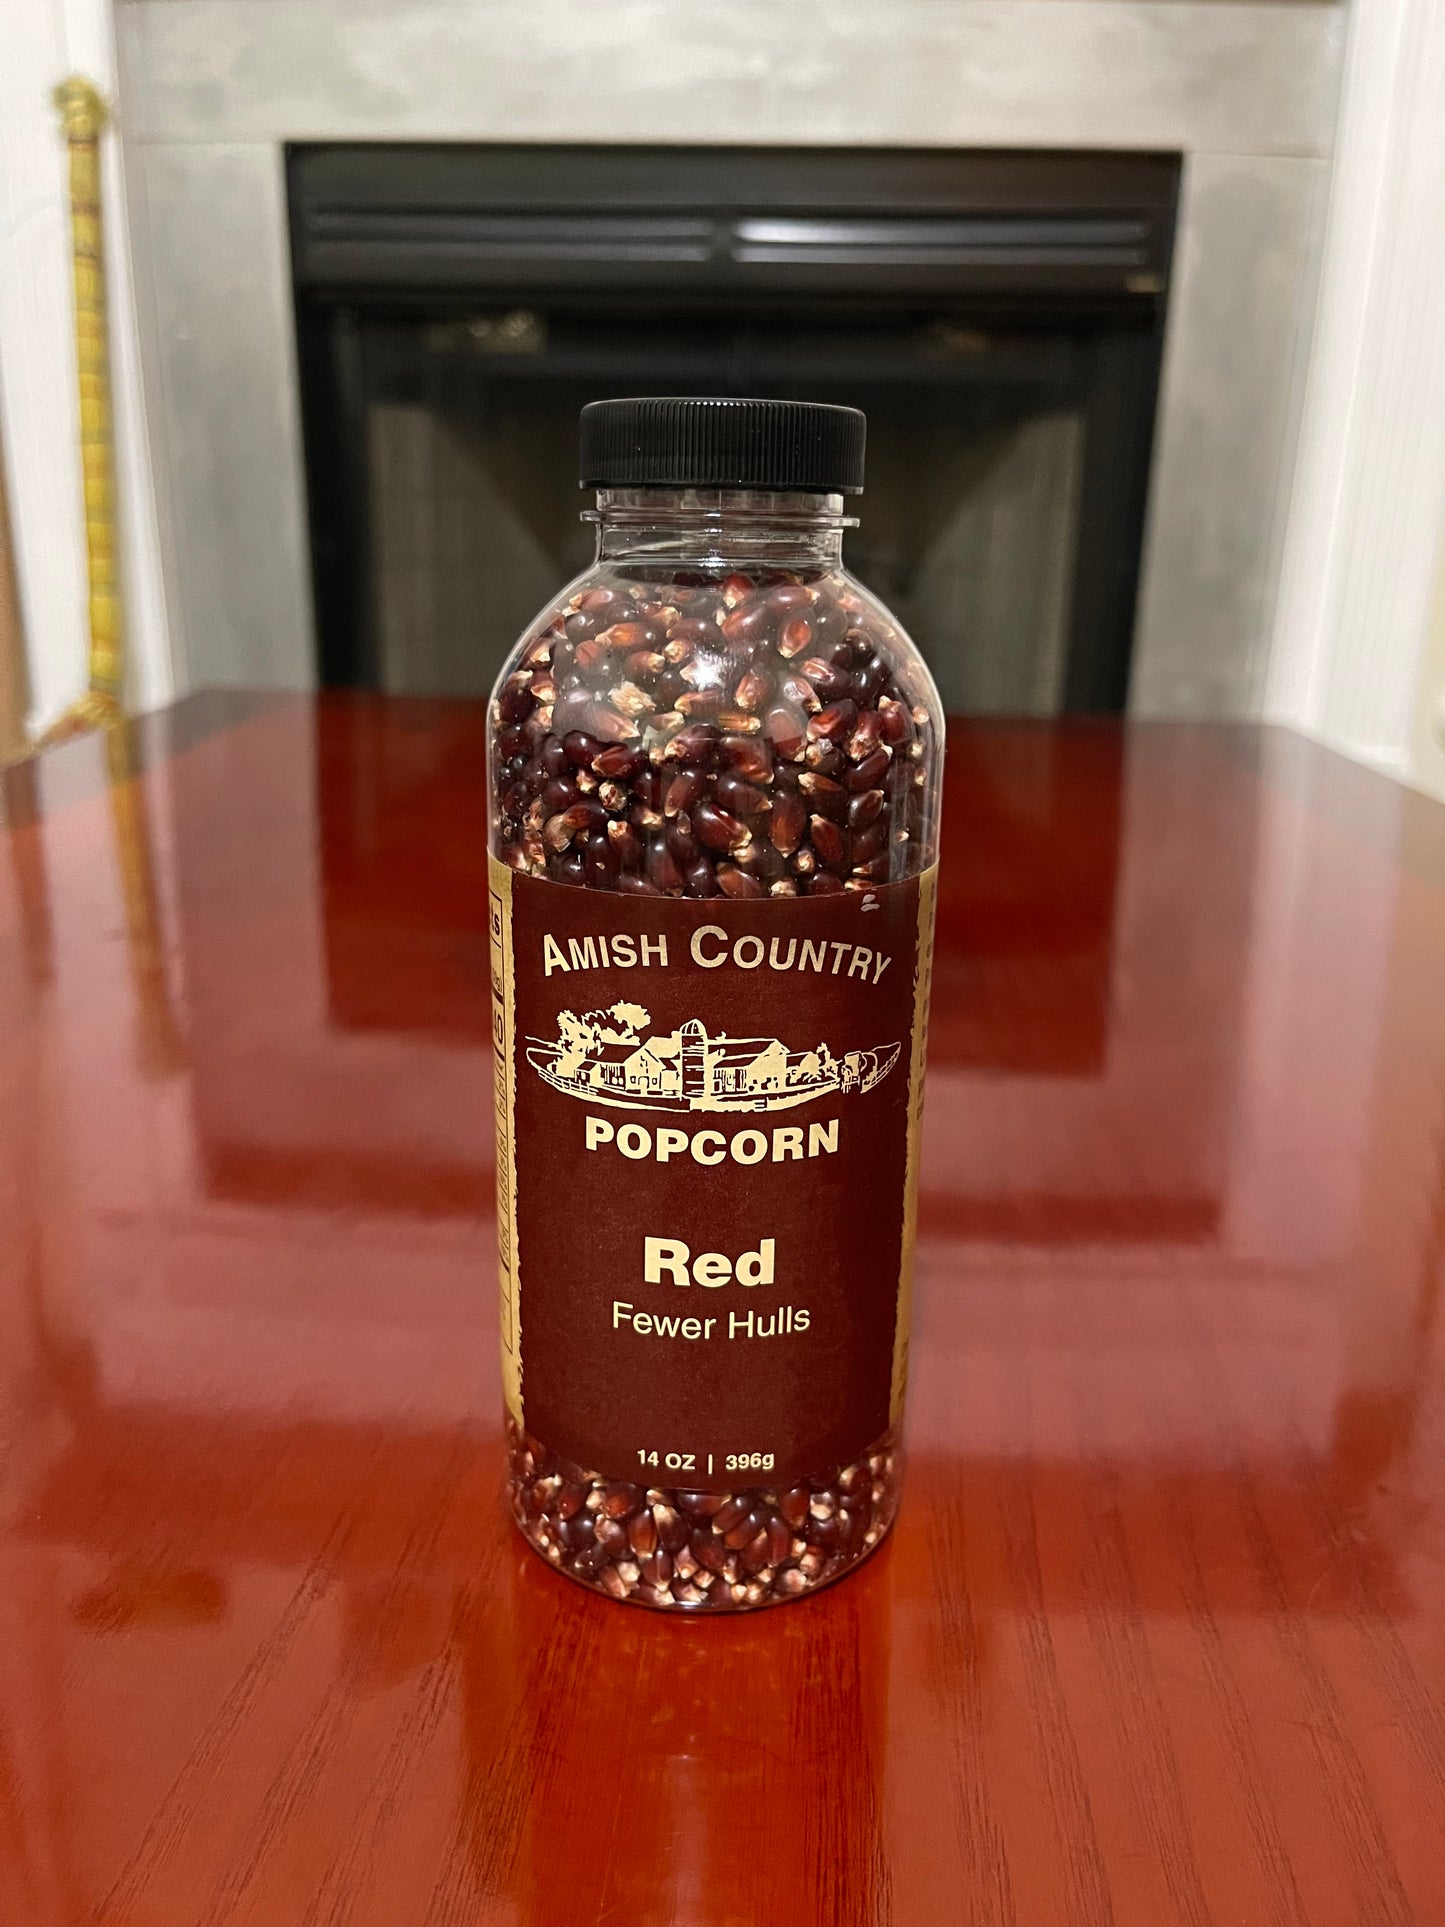 AMISH COUNTRY
POPCORN
Red
Fewer Hulls
14 OZ | 396g